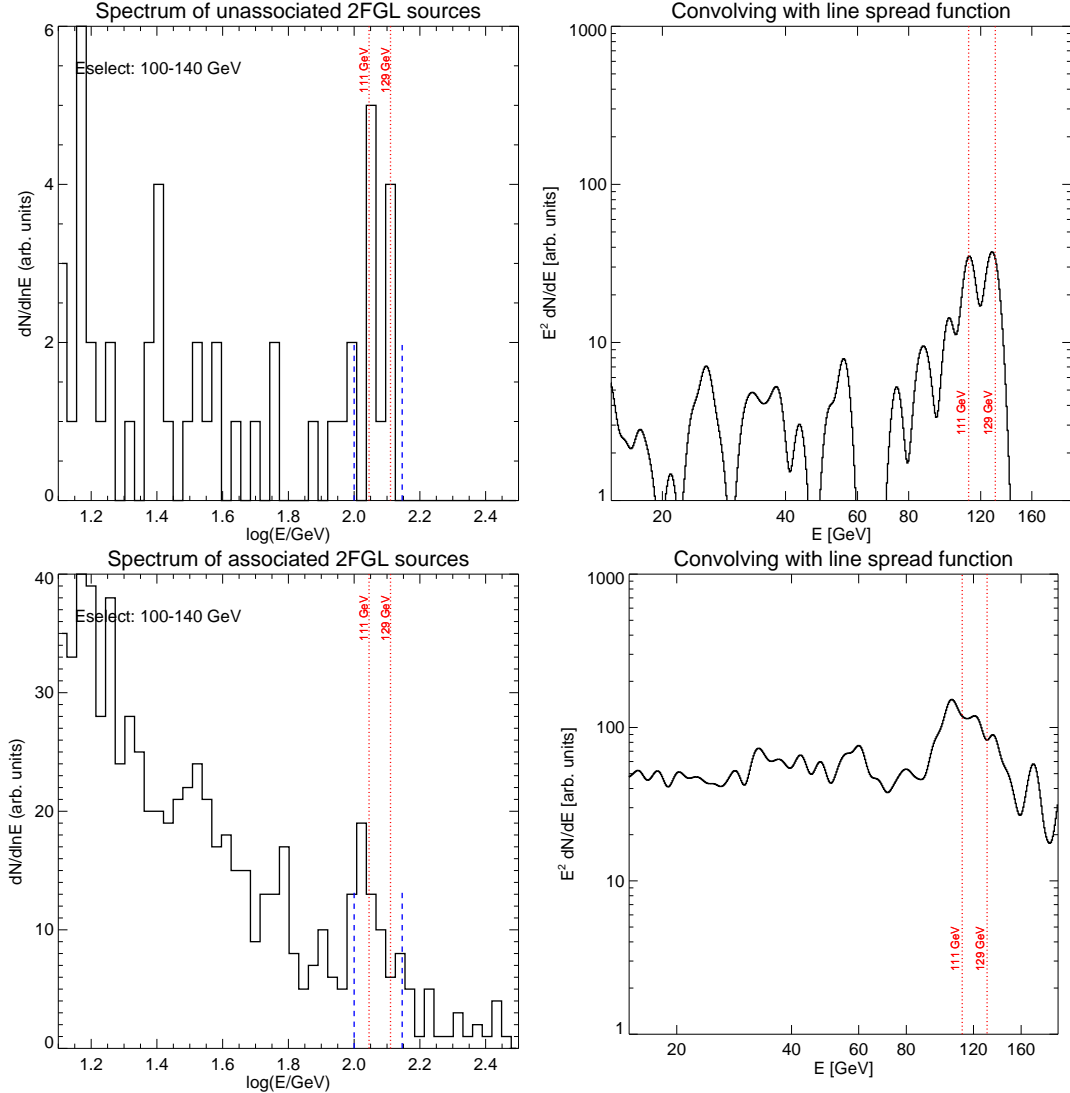 Spectrum of unassociated 2FGL sources
6
4
2
0
dN/dlnE (arb. units)
Eselect: 100-140 GeV
111 GeV
129 GeV
1.2 1.4 1.6 1.8 2.0 2.2 2.4
log(E/GeV)
Convolving with line spread function
1000
100
10
1
E² dN/dE [arb. units]
111 GeV
129 GeV
20 40 60 80 120 160
E [GeV]
Spectrum of associated 2FGL sources
40
30
20
10
0
dN/dlnE (arb. units)
Eselect: 100-140 GeV
111 GeV
129 GeV
1.2 1.4 1.6 1.8 2.0 2.2 2.4
log(E/GeV)
Convolving with line spread function
1000
100
10
1
E² dN/dE [arb. units]
111 GeV
129 GeV
20 40 60 80 120 160
E [GeV]